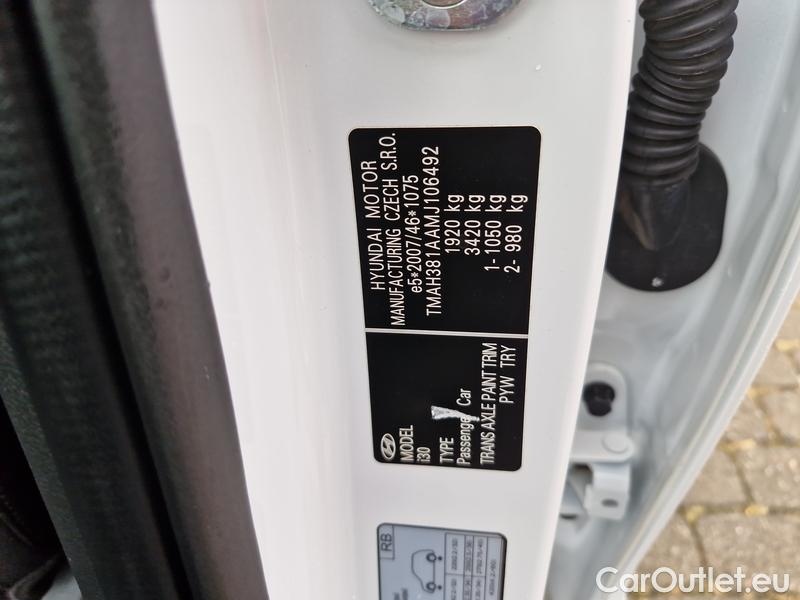 HYUNDAI MOTOR
MANUFACTURING CZECH S.R.O.
e5*2007/46*1075
TMAH381AAMJ106492
1920 kg
3420 kg
1- 1050 kg
2- 980 kg
MODEL
i30
TYPE
Passenger Car
TRANS AXLE PAINT TRIM
PYW TRY
RB
CarOutlet.eu